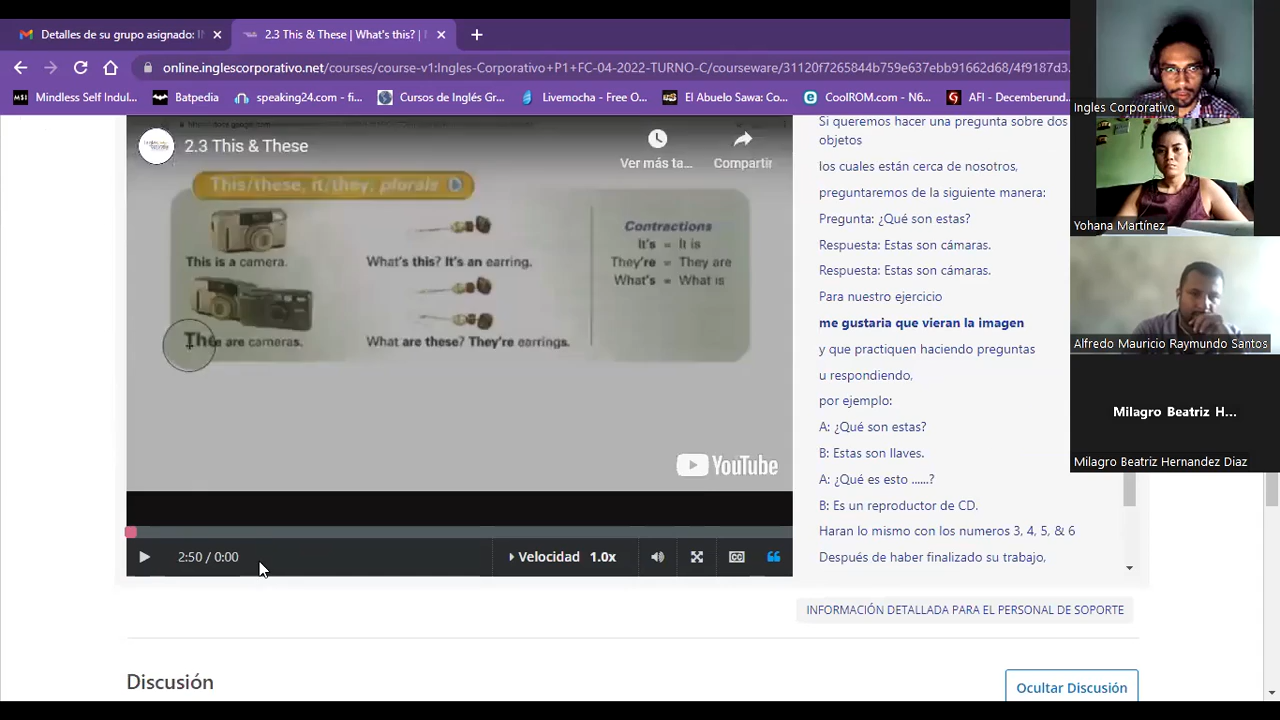 Detalles de su grupo asignado: I
2.3 This & These | What's this? |
online.inglescorporativo.net/courses/course-v1:Ingles-Corporativo+P1+FC-04-2022-TURNO-C/courseware/31120f7265844b759e637ebb91662d68/4f9187d3.
Mindless Self Indul...
Batpedia
speaking24.com - fi...
Cursos de Inglés:...
Livemocha - Free O...
El Abuelo Sawa: Co...
CoolROM.com - N6...
AFI - Decemberund...
2.3 This & These
Ver más ta...
Compartir
This/these, it/they; plurals
This is a camera.
What's this? It's an earring.
These are cameras.
What are these? They're earrings.
Contractions
It's = It is
They're = They are
What's = What is
YouTube
2:50 / 0:00
Velocidad 1.0x
Si queremos hacer una pregunta sobre dos
objetos
los cuales están cerca de nosotros,
preguntaremos de la siguiente manera:
Pregunta: ¿Qué son estas?
Respuesta: Estas son cámaras.
Respuesta: Estas son cámaras.
Para nuestro ejercicio
me gustaria que vieran la imagen
y que practiquen haciendo preguntas
u respondiendo,
por ejemplo:
A: ¿Qué son estas?
B: Estas son llaves.
A: ¿Qué es esto ......?
B: Es un reproductor de CD.
Haran lo mismo con los numeros 3, 4, 5, & 6
Después de haber finalizado su trabajo,
INFORMACIÓN DETALLADA PARA EL PERSONAL DE SOPORTE
Discusión
Ocultar Discusión
Ingles Corporativo
Yohana Martínez
Alfredo Mauricio Raymundo Santos
Milagro Beatriz H...
Milagro Beatriz Hernandez Diaz